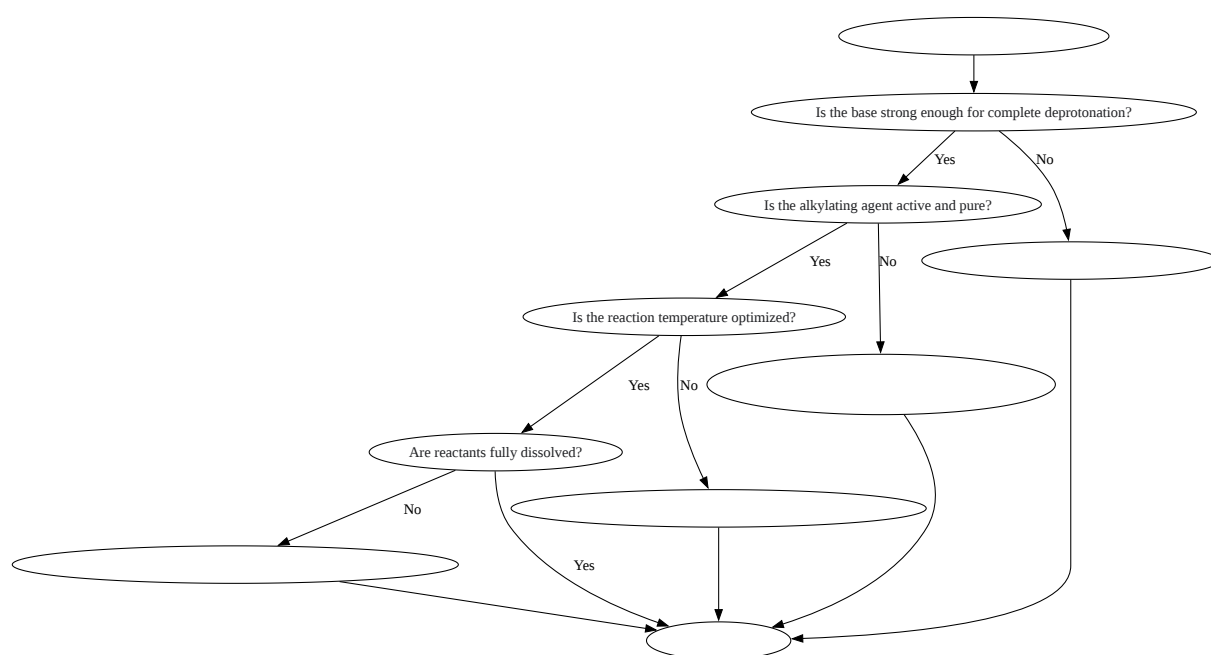 Is the base strong enough for complete deprotonation?
Yes
No
Is the alkylating agent active and pure?
Yes
No
Is the reaction temperature optimized?
Yes
No
Are reactants fully dissolved?
No
Yes